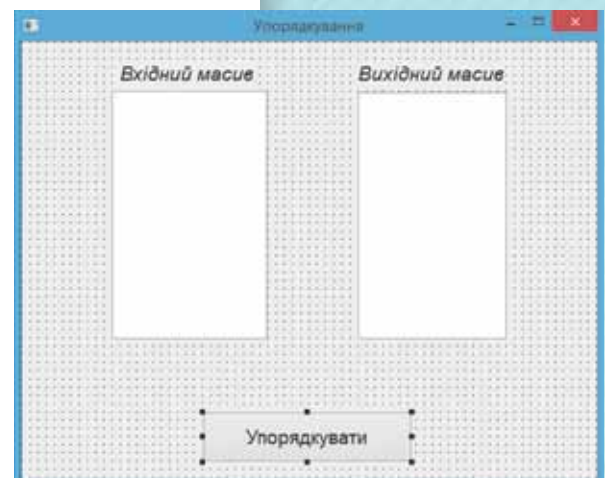 Упорядкування
Вхідний масив
Вихідний масив
Упорядкувати